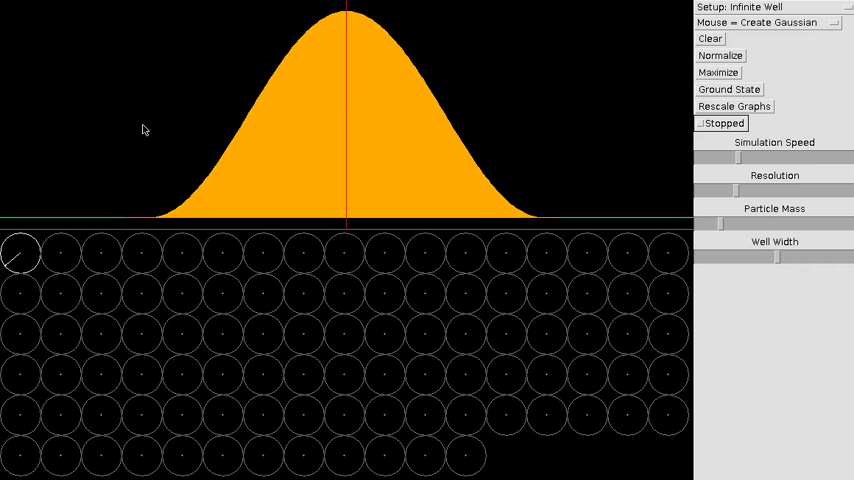 Setup: Infinite Well
Mouse = Create Gaussian
Clear
Normalize
Maximize
Ground State
Rescale Graphs
Stopped
Simulation Speed
Resolution
Particle Mass
Well Width